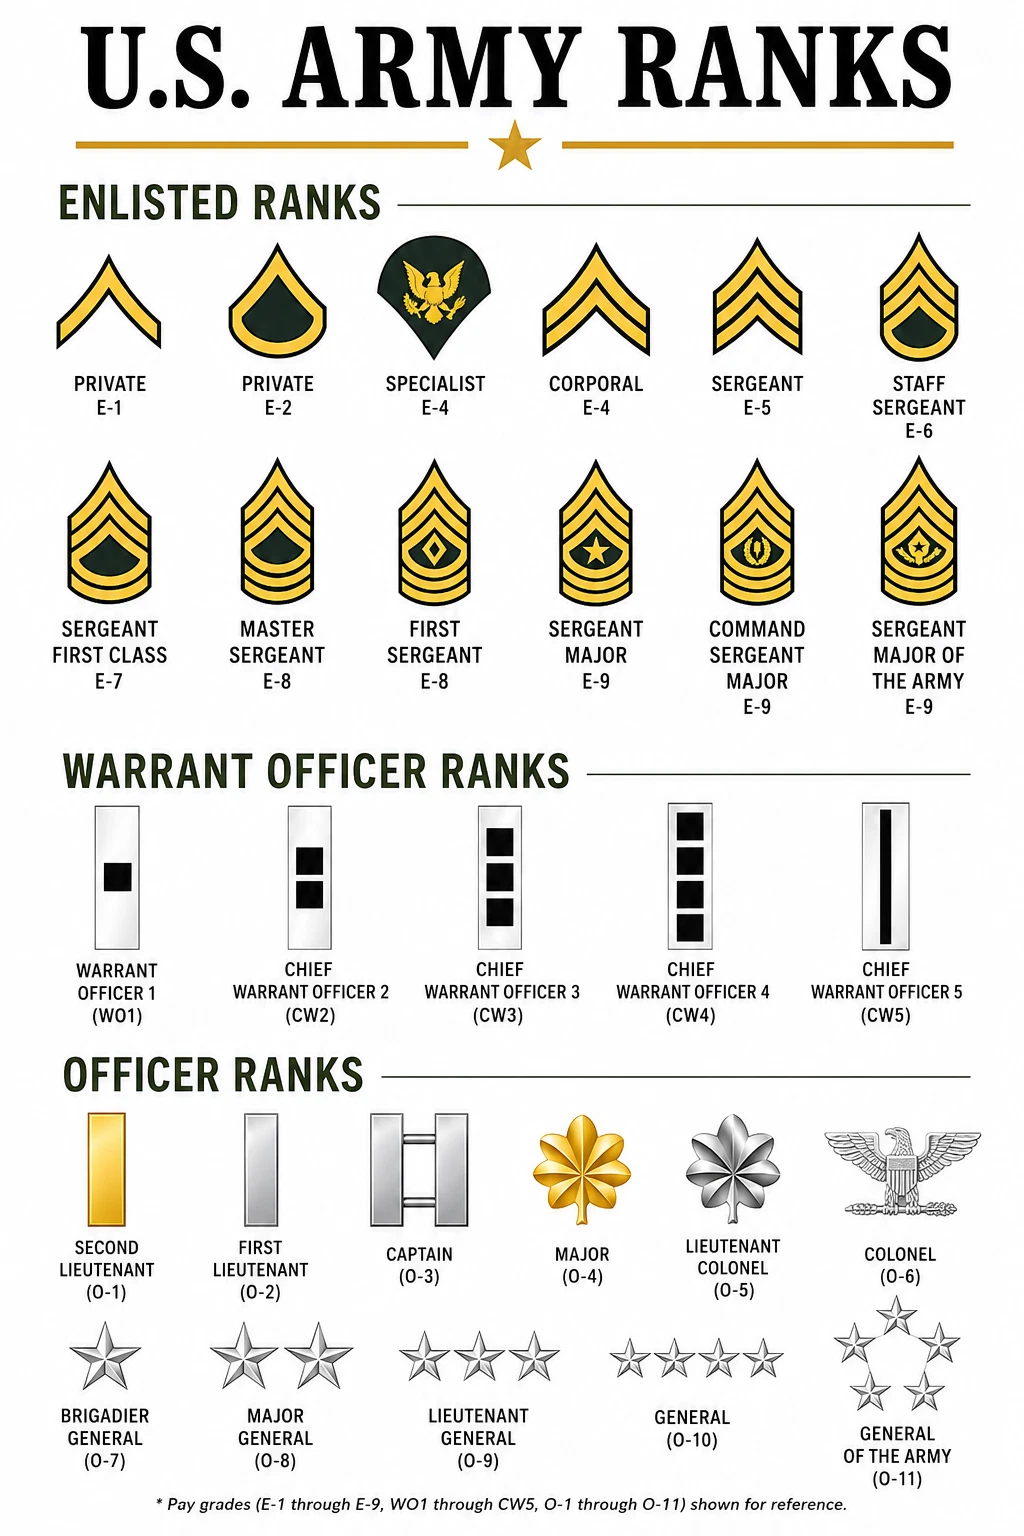 U.S. ARMY RANKS
ENLISTED RANKS
PRIVATE
E-1
PRIVATE
E-2
SPECIALIST
E-4
CORPORAL
E-4
SERGEANT
E-5
STAFF
SERGEANT
E-6
SERGEANT
FIRST CLASS
E-7
MASTER
SERGEANT
E-8
FIRST
SERGEANT
E-8
SERGEANT
MAJOR
E-9
COMMAND
SERGEANT
MAJOR
E-9
SERGEANT
MAJOR OF
THE ARMY
E-9
WARRANT OFFICER RANKS
WARRANT
OFFICER 1
(WO1)
CHIEF
WARRANT OFFICER 2
(CW2)
CHIEF
WARRANT OFFICER 3
(CW3)
CHIEF
WARRANT OFFICER 4
(CW4)
CHIEF
WARRANT OFFICER 5
(CW5)
OFFICER RANKS
SECOND
LIEUTENANT
(O-1)
FIRST
LIEUTENANT
(O-2)
CAPTAIN
(O-3)
MAJOR
(O-4)
LIEUTENANT
COLONEL
(O-5)
COLONEL
(O-6)
BRIGADIER
GENERAL
(O-7)
MAJOR
GENERAL
(O-8)
LIEUTENANT
GENERAL
(O-9)
GENERAL
(O-10)
GENERAL
OF THE ARMY
(O-11)
* Pay grades (E-1 through E-9, WO1 through CW5, O-1 through O-11) shown for reference.